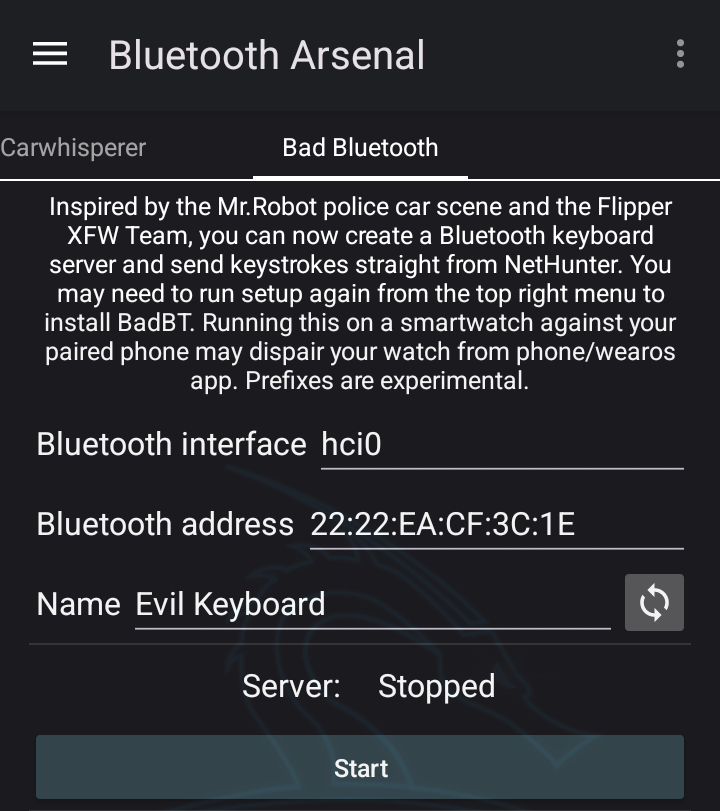 Bluetooth Arsenal
Carwhisperer
Bad Bluetooth
Inspired by the Mr.Robot police car scene and the Flipper
XFW Team, you can now create a Bluetooth keyboard
server and send keystrokes straight from NetHunter. You
may need to run setup again from the top right menu to
install BadBT. Running this on a smartwatch against your
paired phone may dispair your watch from phone/wearos
app. Prefixes are experimental.
Bluetooth interface hci0
Bluetooth address 22:22:EA:CF:3C:1E
Name Evil Keyboard
Server: Stopped
Start